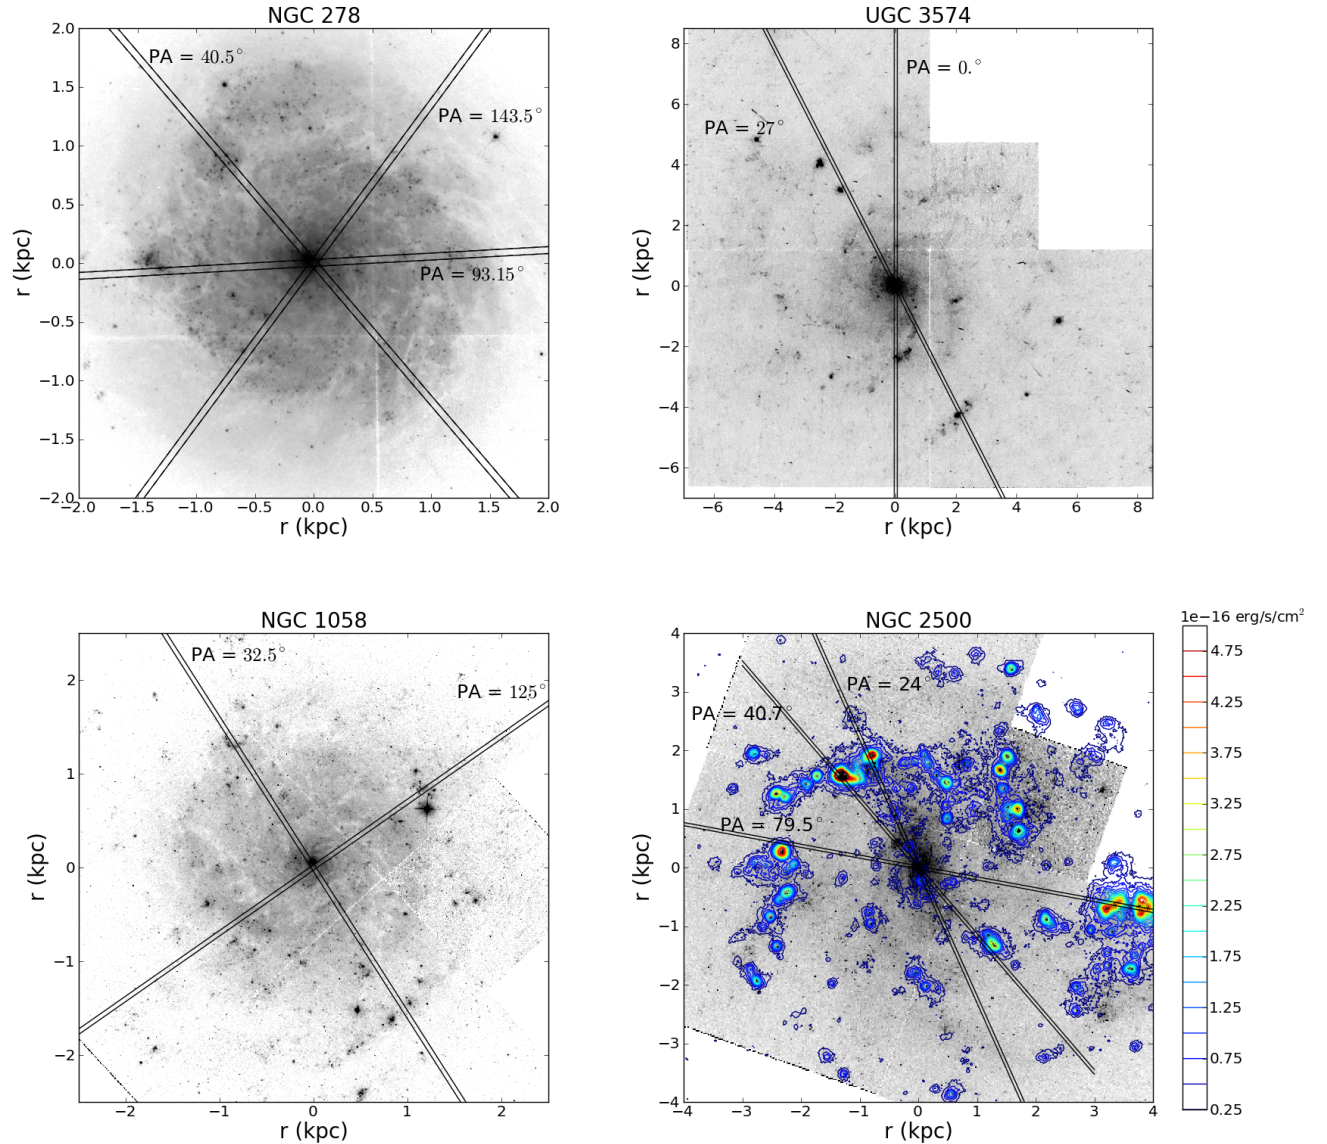 NGC 278
PA = 40.5°
PA = 143.5°
PA = 93.15°
2.0
1.5
1.0
0.5
0.0
−0.5
−1.0
−1.5
−2.0
r (kpc)
−2.0 −1.5 −1.0 −0.5 0.0 0.5 1.0 1.5 2.0
r (kpc)
UGC 3574
PA = 0.°
PA = 27°
8
6
4
2
0
−2
−4
−6
r (kpc)
−6 −4 −2 0 2 4 6 8
r (kpc)
NGC 1058
PA = 32.5°
PA = 125°
2
1
0
−1
−2
r (kpc)
−2 −1 0 1 2
r (kpc)
NGC 2500
PA = 24°
PA = 40.7°
PA = 79.5°
4
3
2
1
0
−1
−2
−3
−4
r (kpc)
−4 −3 −2 −1 0 1 2 3 4
r (kpc)
1e−16 erg/s/cm²
4.75
4.25
3.75
3.25
2.75
2.25
1.75
1.25
0.75
0.25